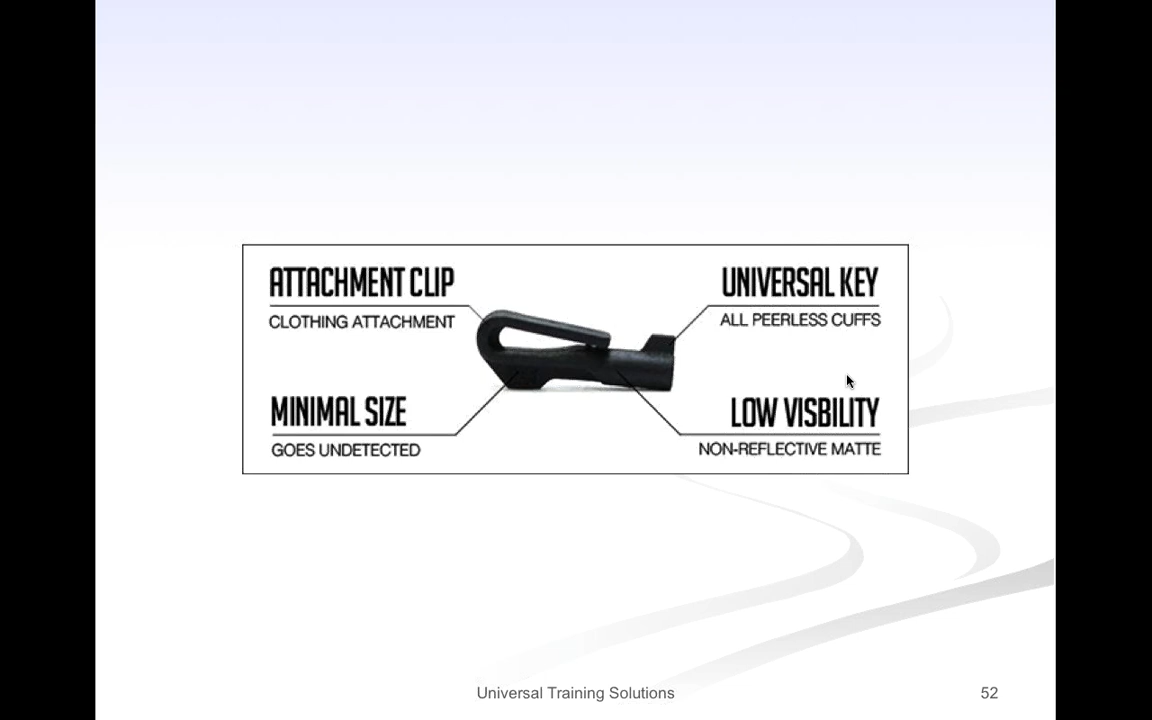 ATTACHMENT CLIP
CLOTHING ATTACHMENT
UNIVERSAL KEY
ALL PEERLESS CUFFS
MINIMAL SIZE
GOES UNDETECTED
LOW VISBILITY
NON-REFLECTIVE MATTE
Universal Training Solutions
52